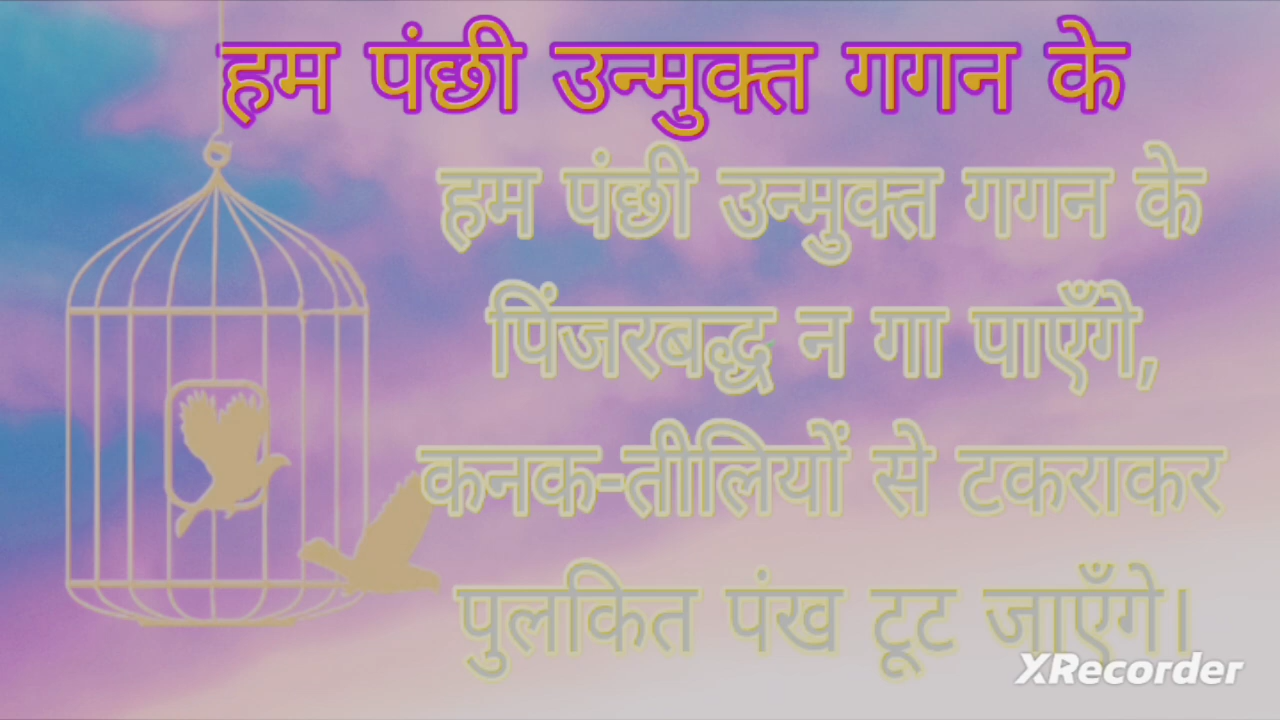 हम पंछी उन्मुक्त गगन के
हम पंछी उन्मुक्त गगन के
पिंजरबद्ध न गा पाएँगे,
कनक-तीलियों से टकराकर
पुलकित पंख टूट जाएँगे।
XRecorder